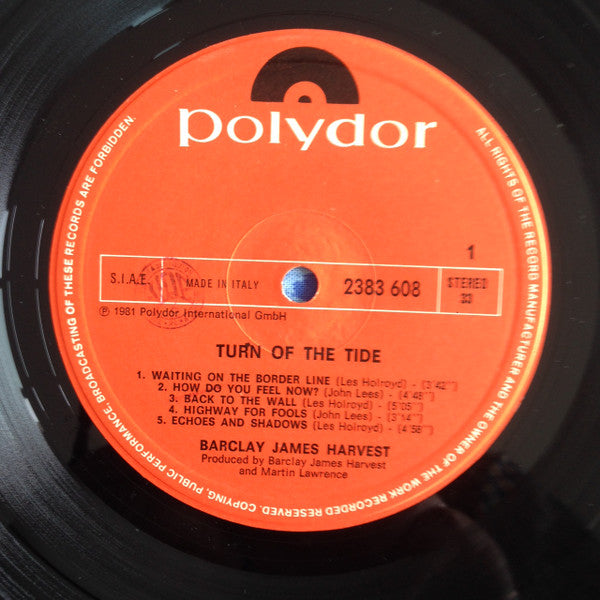 polydor
1
S.I.A.E.
MADE IN ITALY
2383 608
STEREO
33
℗ 1981 Polydor International GmbH
TURN OF THE TIDE
1. WAITING ON THE BORDER LINE (Les Holroyd) - (3'42'')
2. HOW DO YOU FEEL NOW? (John Lees) - (4'48'')
3. BACK TO THE WALL (Les Holroyd) - (5'05'')
4. HIGHWAY FOR FOOLS (John Lees) - (3'54'')
5. ECHOES AND SHADOWS (Les Holroyd) - (4'58'')
BARCLAY JAMES HARVEST
Produced by Barclay James Harvest
and Martin Lawrence
ALL RIGHTS OF THE RECORD MANUFACTURER AND THE OWNER OF THE WORK RECORDED RESERVED. COPYING, PUBLIC PERFORMANCE, BROADCASTING OF THESE RECORDS ARE FORBIDDEN.